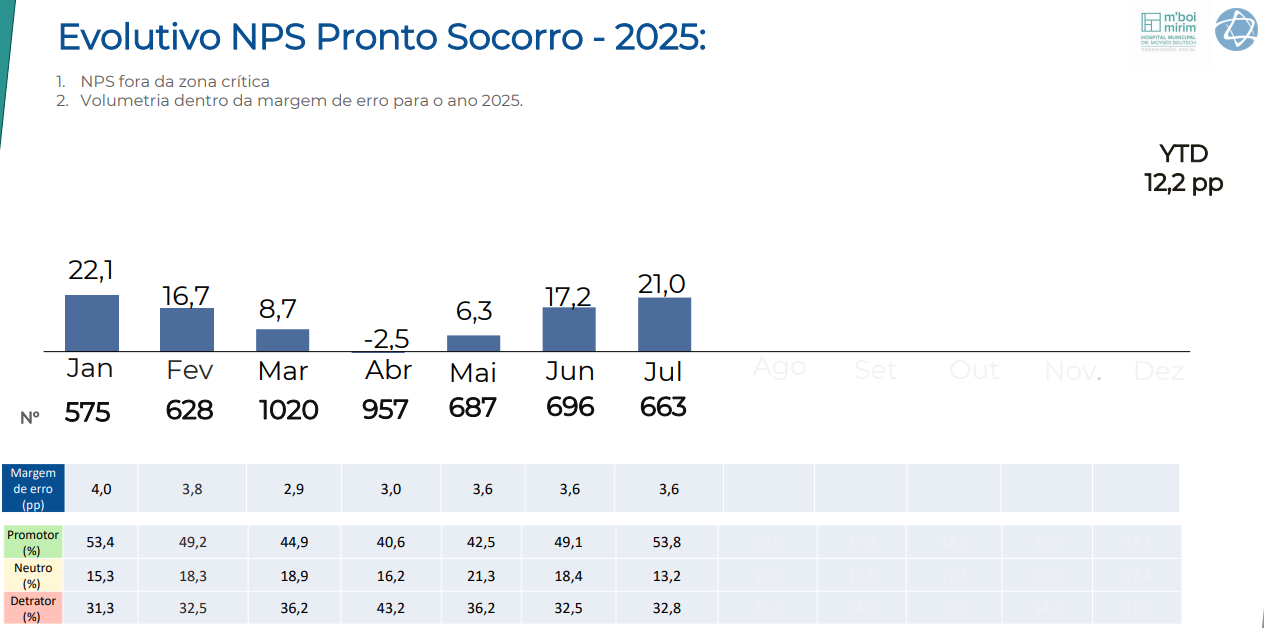 Evolutivo NPS Pronto Socorro - 2025:
m'boi
mirim
HOSPITAL MUNICIPAL
DR. MOYSES DEUTSCH
1. NPS fora da zona crítica
2. Volumetria dentro da margem de erro para o ano 2025.
YTD
12,2 pp
22,1 16,7 8,7 -2,5 6,3 17,2 21,0
Jan Fev Mar Abr Mai Jun Jul Ago Set Out Nov. Dez
Nº 575 628 1020 957 687 696 663
Margem
de erro
(pp)
4,0 3,8 2,9 3,0 3,6 3,6 3,6
Promotor
(%)
53,4 49,2 44,9 40,6 42,5 49,1 53,8
Neutro
(%)
15,3 18,3 18,9 16,2 21,3 18,4 13,2
Detrator
(%)
31,3 32,5 36,2 43,2 36,2 32,5 32,8